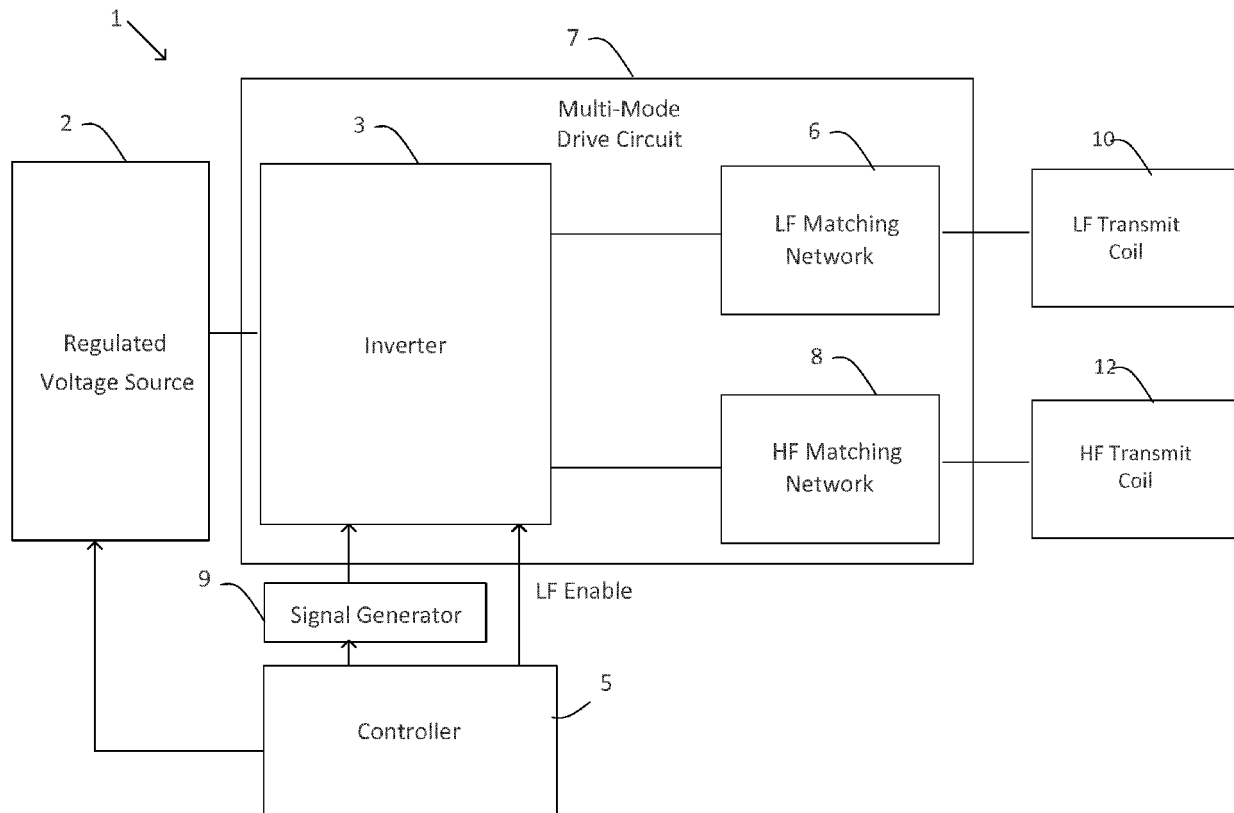 1
7
Multi-Mode
Drive Circuit
2
3
6
10
Regulated
Voltage Source
Inverter
LF Matching
Network
LF Transmit
Coil
8
12
HF Matching
Network
HF Transmit
Coil
9
Signal Generator
LF Enable
5
Controller